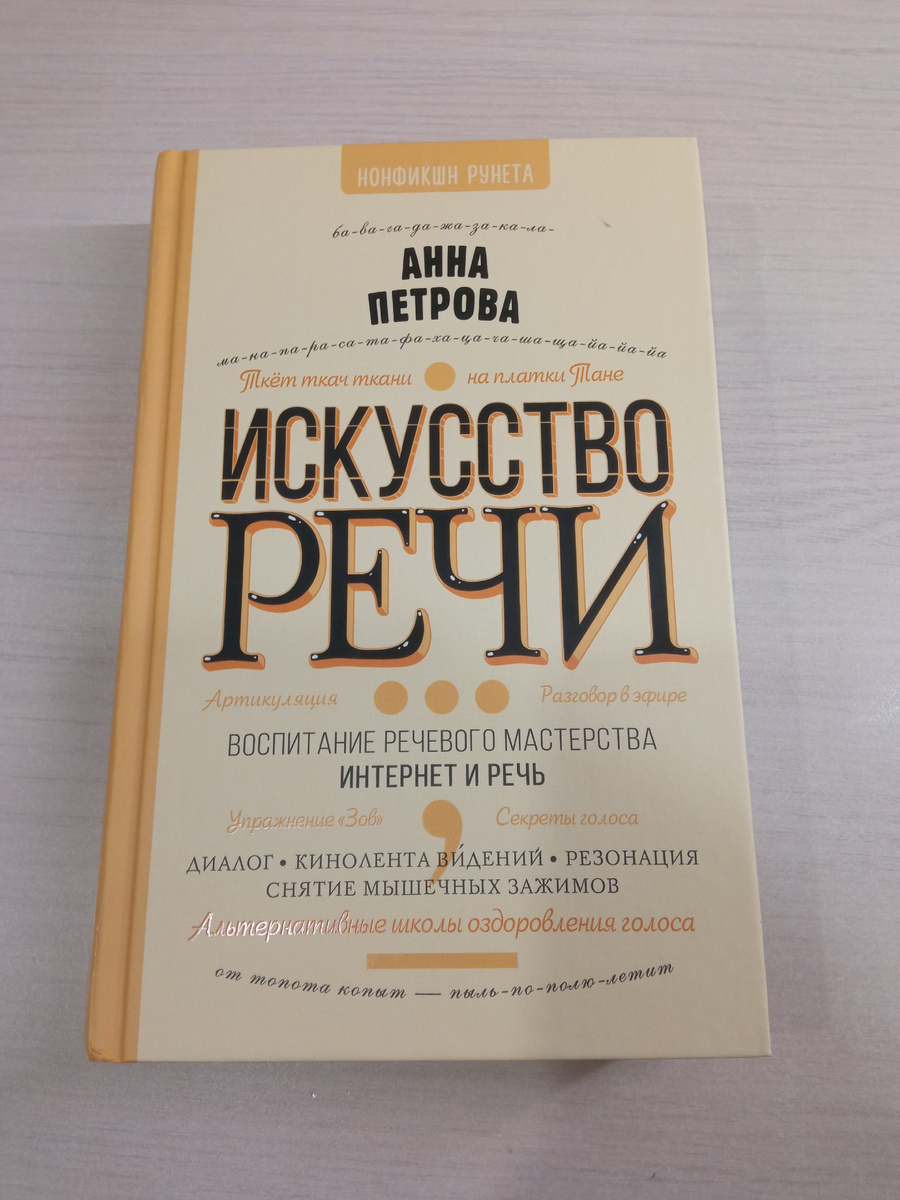 НОНФИКШН РУНЕТА
ба-ва-га-да-жа-за-ка-ла-
АННА
ПЕТРОВА
ма-на-па-ра-са-та-фа-ха-ца-ча-ша-ща-йа-йа-йа
Ткёт ткач ткани на платки Тане
ИСКУССТВО
РЕЧИ
Артикуляция Разговор в эфире
ВОСПИТАНИЕ РЕЧЕВОГО МАСТЕРСТВА
ИНТЕРНЕТ И РЕЧЬ
Упражнение «Зов» Секреты голоса
ДИАЛОГ • КИНОЛЕНТА ВИ́ДЕНИЙ • РЕЗОНАЦИЯ
СНЯТИЕ МЫШЕЧНЫХ ЗАЖИМОВ
Альтернативные школы оздоровления голоса
от топота копыт — пыль-по-полю-летит